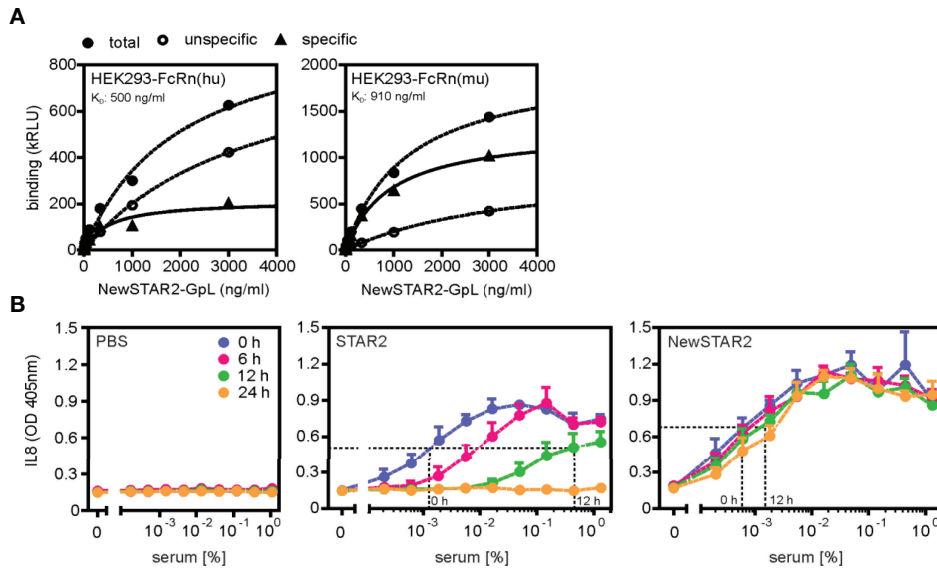 A
total unspecific specific
HEK293-FcRn(hu)
K_D: 500 ng/ml
HEK293-FcRn(mu)
K_D: 910 ng/ml
binding (kRLU)
800
600
400
200
0
2000
1500
1000
500
0
0 1000 2000 3000 4000
0 1000 2000 3000 4000
NewSTAR2-GpL (ng/ml)
NewSTAR2-GpL (ng/ml)
B
IL8 (OD 405nm)
1.5
1.2
0.9
0.6
0.3
0
PBS
0 h
6 h
12 h
24 h
0 10⁻³ 10⁻² 10⁻¹ 10⁰
serum [%]
1.5
1.2
0.9
0.6
0.3
0
STAR2
0 h 12 h
0 10⁻³ 10⁻² 10⁻¹ 10⁰
serum [%]
1.5
1.2
0.9
0.6
0.3
0
NewSTAR2
0 h 12 h
0 10⁻³ 10⁻² 10⁻¹ 10⁰
serum [%]